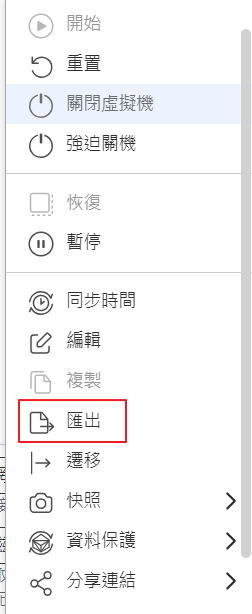 開始
重置
關閉虛擬機
強迫關機
恢復
暫停
同步時間
編輯
複製
匯出
遷移
快照
資料保護
分享連結